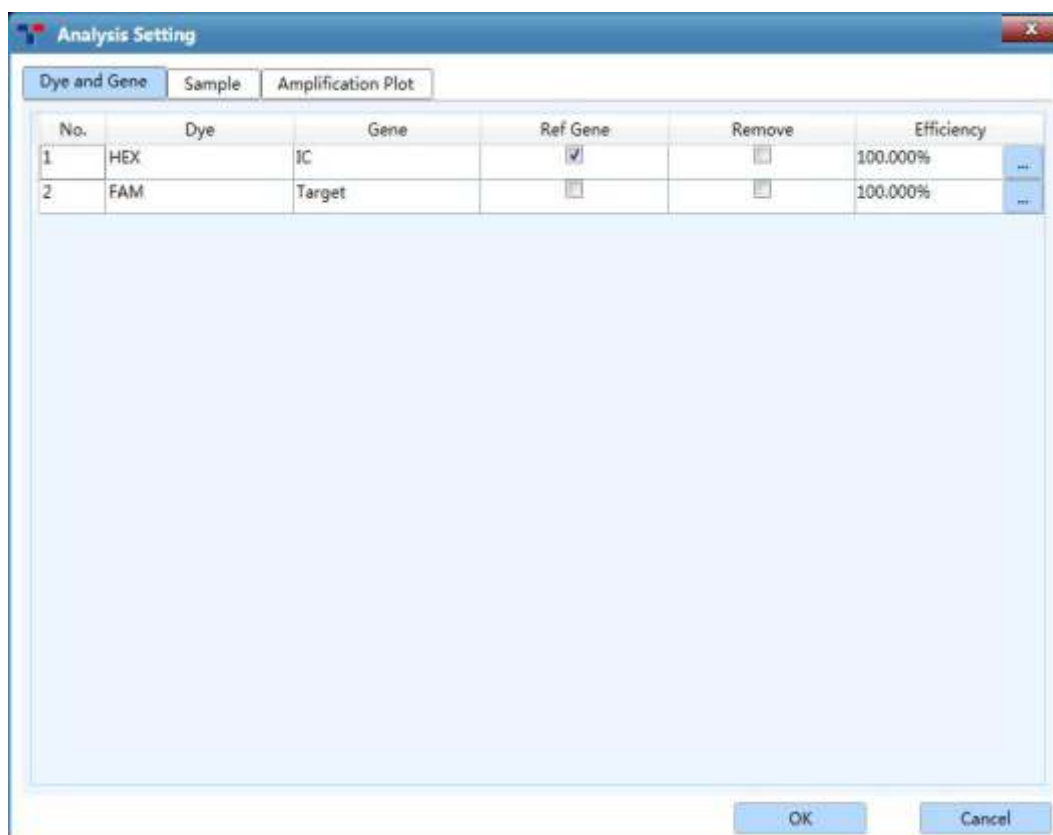 Analysis Setting
Dye and Gene Sample Amplification Plot
No. Dye Gene Ref Gene Remove Efficiency
1 HEX IC 100.000% ...
2 FAM Target 100.000% ...
OK Cancel